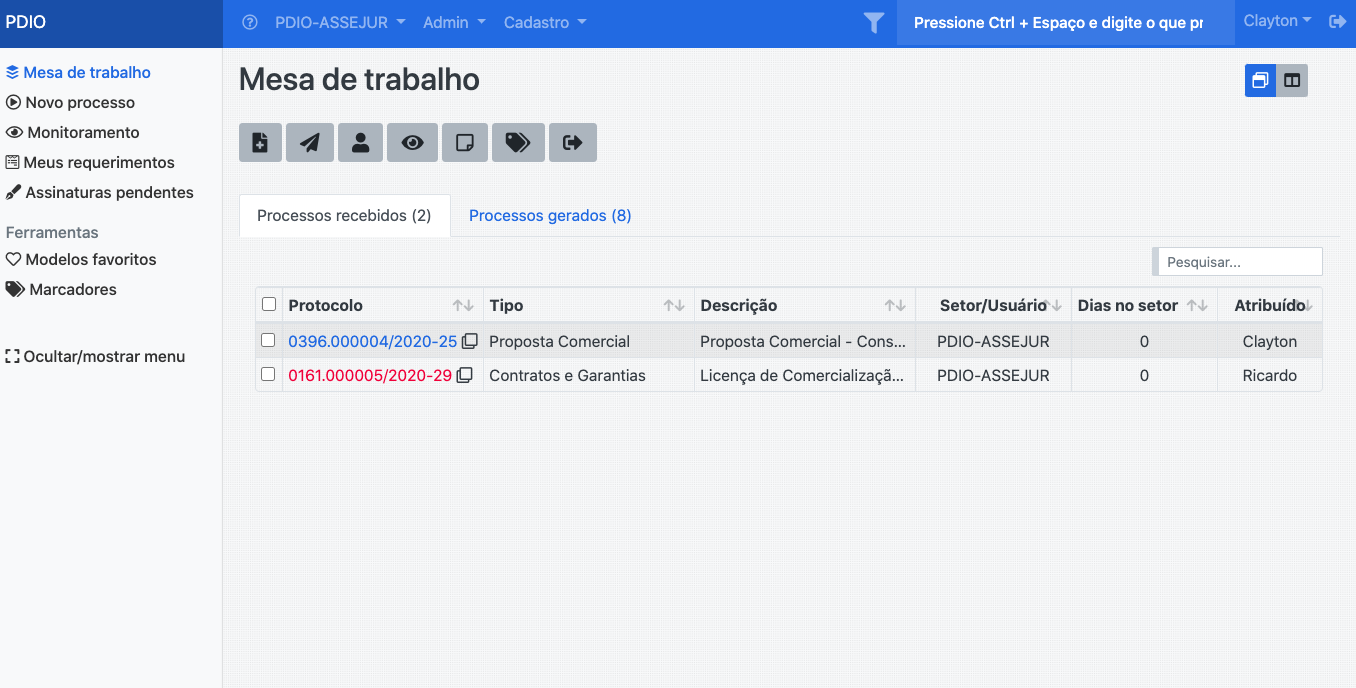 PDIO
PDIO-ASSEJUR Admin Cadastro
Pressione Ctrl + Espaço e digite o que pr
Clayton
Mesa de trabalho
Novo processo
Monitoramento
Meus requerimentos
Assinaturas pendentes
Ferramentas
Modelos favoritos
Marcadores
Ocultar/mostrar menu
Mesa de trabalho
Processos recebidos (2) Processos gerados (8)
Pesquisar...
Protocolo Tipo Descrição Setor/Usuário Dias no setor Atribuído
0396.000004/2020-25 Proposta Comercial Proposta Comercial - Cons... PDIO-ASSEJUR 0 Clayton
0161.000005/2020-29 Contratos e Garantias Licença de Comercializaçã... PDIO-ASSEJUR 0 Ricardo